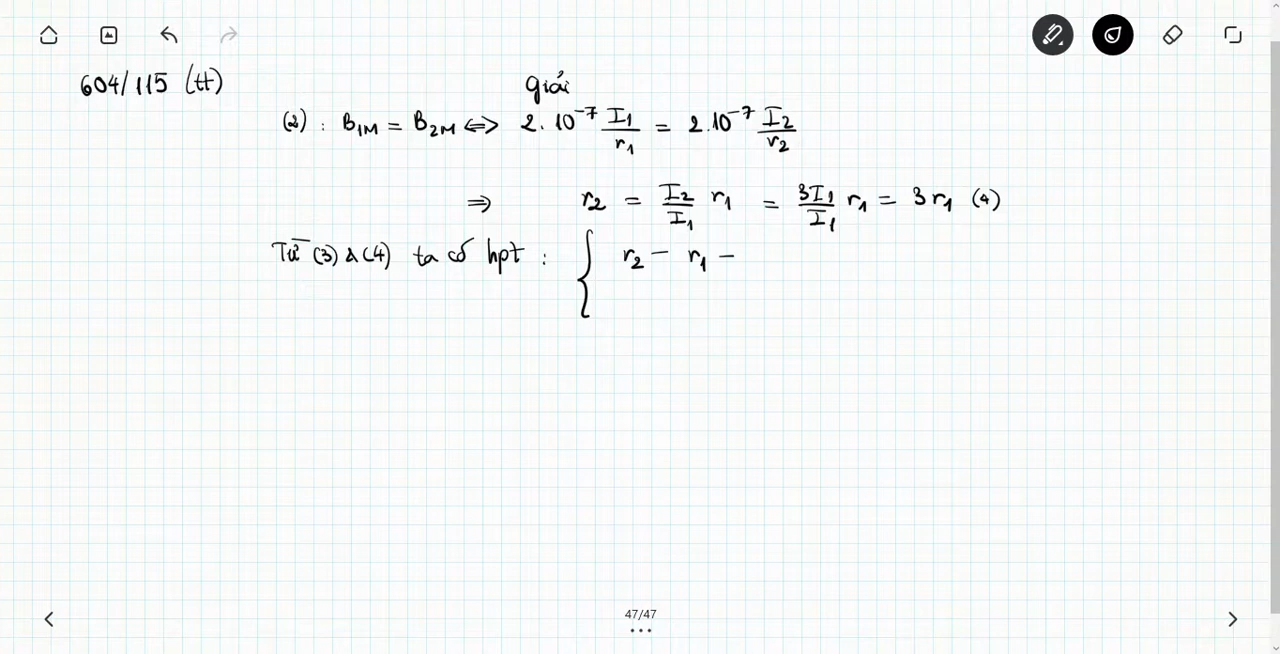 604/115 (tt)
Giải
(2) : B₁M = B₂M ⇔ 2.10⁻⁷ I₁/r₁ = 2.10⁻⁷ I₂/r₂
⇒ r₂ = I₂/I₁ r₁ = 3I₁/I₁ r₁ = 3r₁ (4)
Từ (3) & (4) ta có hpt : { r₂ − r₁ −
47/47